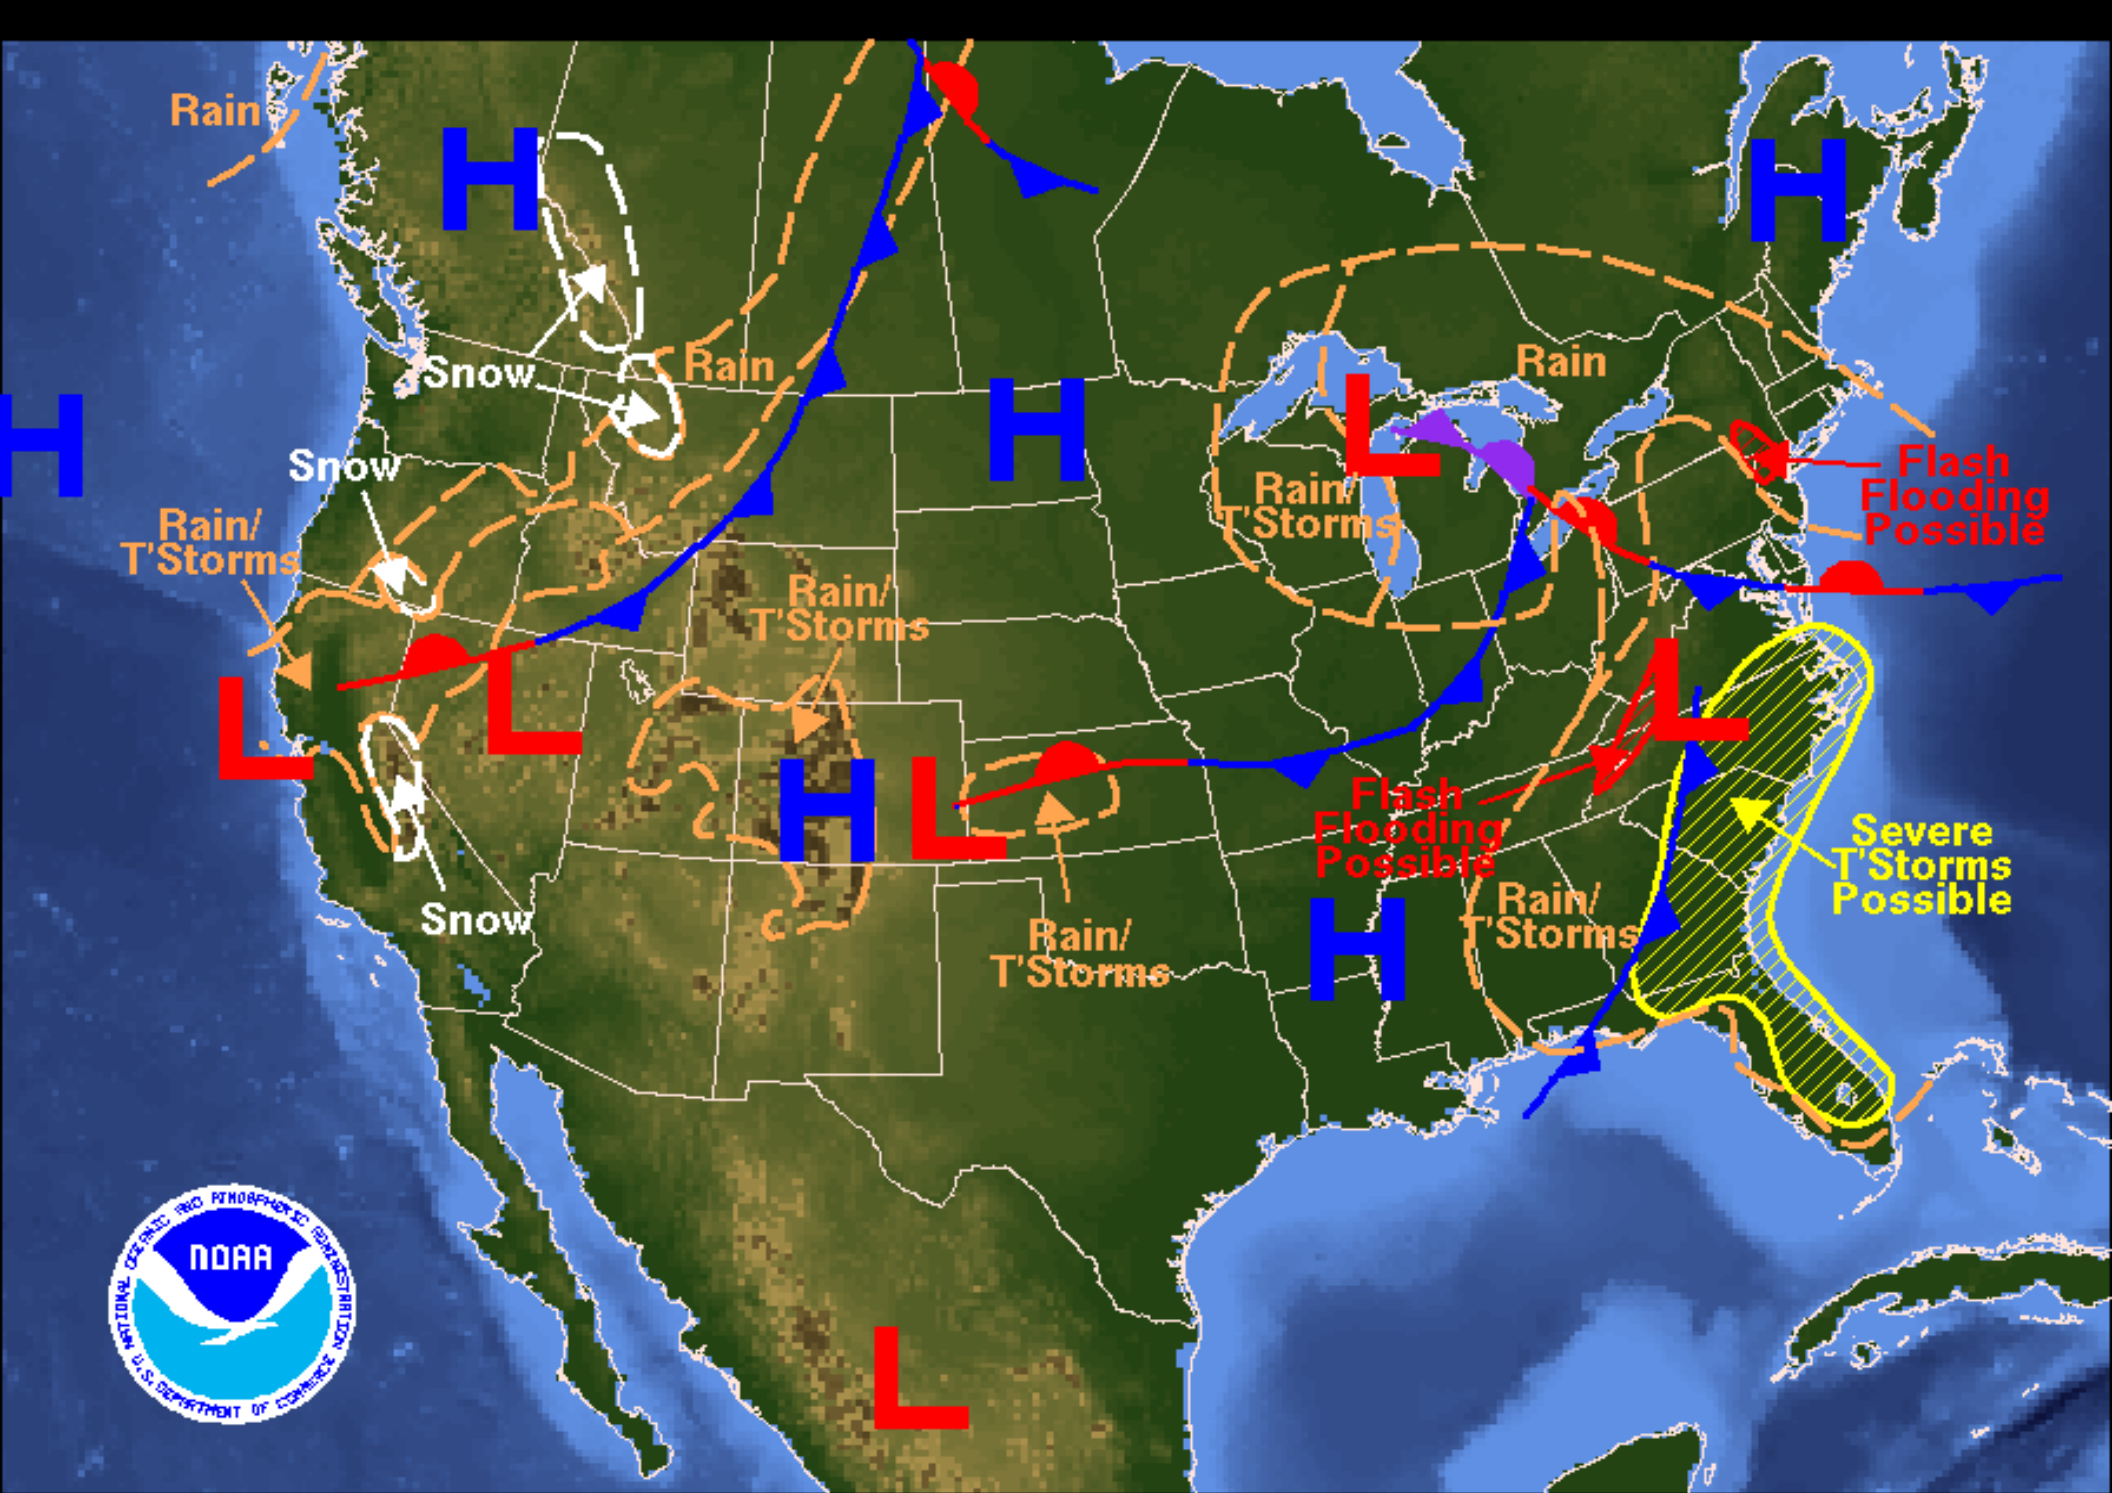 Rain
H
H
Snow
Rain
Rain
H
H
L
Snow
Rain/
T'Storms
Rain/
T'Storms
Flash
Flooding
Possible
Rain/
T'Storms
L
L
L
H
L
Flash
Flooding
Possible
Severe
T'Storms
Possible
Snow
Rain/
T'Storms
H
Rain/
T'Storms
NATIONAL OCEANIC AND ATMOSPHERIC ADMINISTRATION
NOAA
U.S. DEPARTMENT OF COMMERCE
L